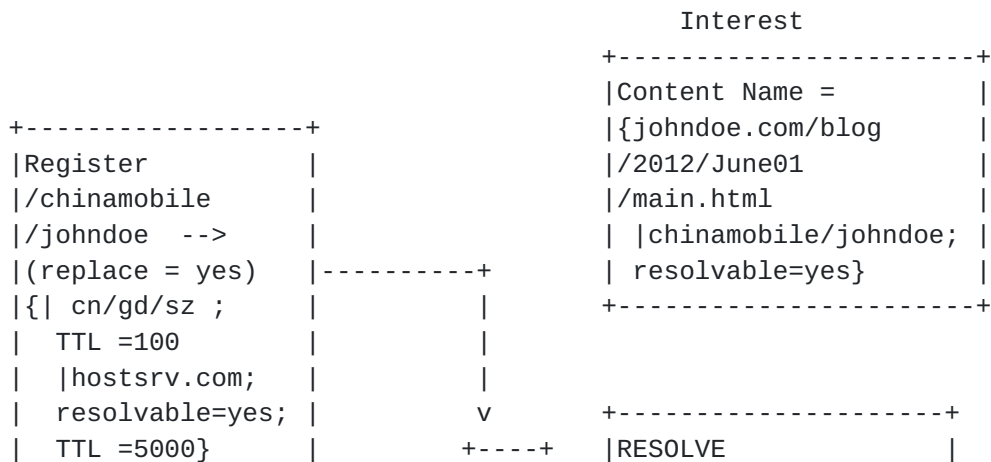 Interest
                                      +-----------------------+
                                      |Content Name =         |
+------------------+                  |{johndoe.com/blog      |
|Register          |                  |/2012/June01           |
|/chinamobile      |                  |/main.html             |
|/johndoe  -->     |                  | |chinamobile/johndoe; |
|(replace = yes)   |----------+       | resolvable=yes}       |
|{| cn/gd/sz ;     |          |       +-----------------------+
|  TTL =100        |          |
|  |hostsrv.com;   |          |
|  resolvable=yes; |          v       +---------------------+
|  TTL =5000}      |         +----+   |RESOLVE              |